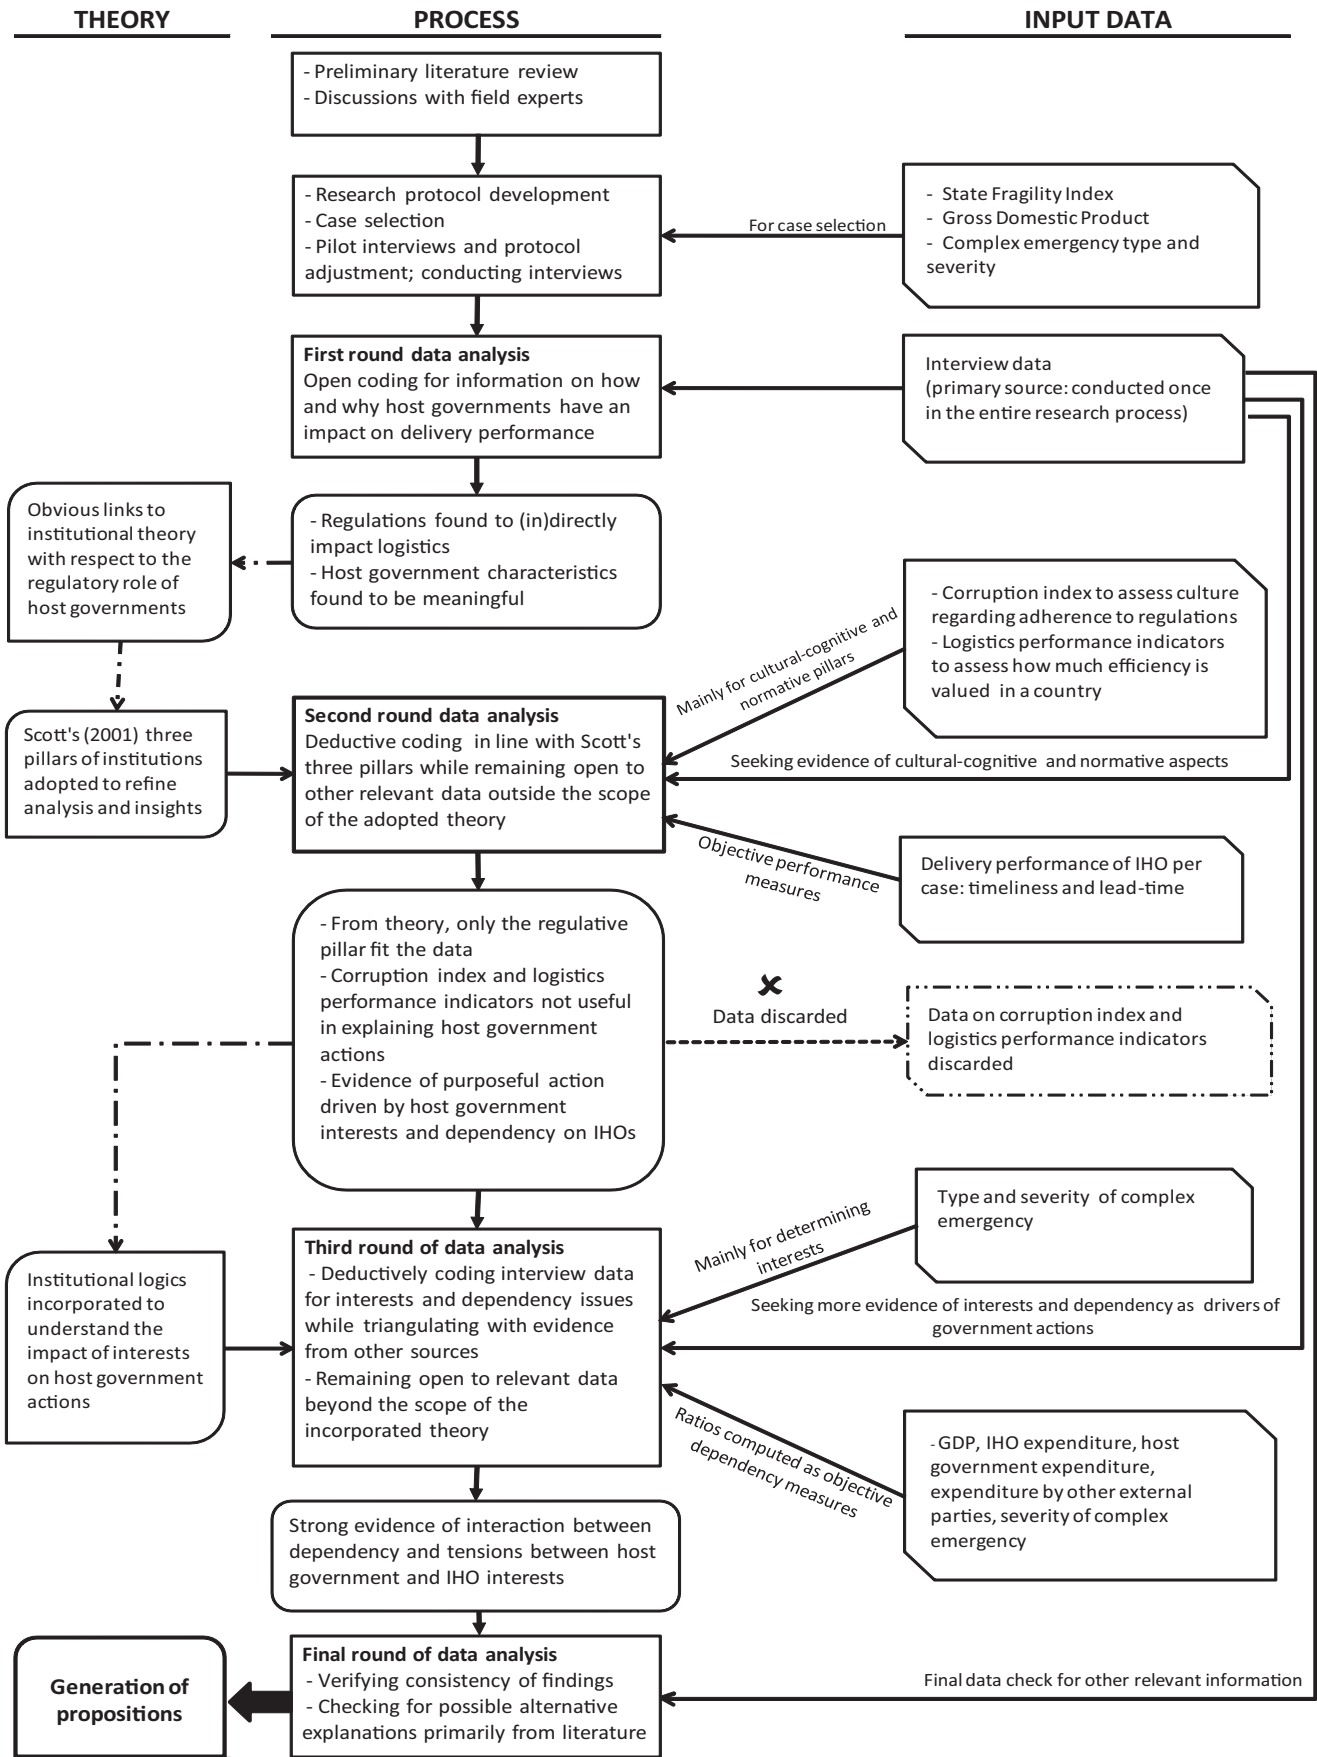 THEORY
PROCESS
INPUT DATA
- Preliminary literature review
- Discussions with field experts
- Research protocol development
- Case selection
- Pilot interviews and protocol
adjustment; conducting interviews
For case selection
- State Fragility Index
- Gross Domestic Product
- Complex emergency type and
severity
First round data analysis
Open coding for information on how
and why host governments have an
impact on delivery performance
Interview data
(primary source: conducted once
in the entire research process)
Obvious links to
institutional theory
with respect to the
regulatory role of
host governments
- Regulations found to (in)directly
impact logistics
- Host government characteristics
found to be meaningful
- Corruption index to assess culture
regarding adherence to regulations
- Logistics performance indicators
to assess how much efficiency is
valued in a country
Mainly for cultural-cognitive and
normative pillars
Scott's (2001) three
pillars of institutions
adopted to refine
analysis and insights
Second round data analysis
Deductive coding in line with Scott's
three pillars while remaining open to
other relevant data outside the scope
of the adopted theory
Seeking evidence of cultural-cognitive and normative aspects
Objective performance
measures
Delivery performance of IHO per
case: timeliness and lead-time
- From theory, only the regulative
pillar fit the data
- Corruption index and logistics
performance indicators not useful
in explaining host government
actions
- Evidence of purposeful action
driven by host government
interests and dependency on IHOs
Data discarded
Data on corruption index and
logistics performance indicators
discarded
Institutional logics
incorporated to
understand the
impact of interests
on host government
actions
Third round of data analysis
- Deductively coding interview data
for interests and dependency issues
while triangulating with evidence
from other sources
- Remaining open to relevant data
beyond the scope of the
incorporated theory
Mainly for determining
interests
Type and severity of complex
emergency
Seeking more evidence of interests and dependency as drivers of
government actions
Ratios computed as objective
dependency measures
- GDP, IHO expenditure, host
government expenditure,
expenditure by other external
parties, severity of complex
emergency
Strong evidence of interaction between
dependency and tensions between host
government and IHO interests
Generation of
propositions
Final round of data analysis
- Verifying consistency of findings
- Checking for possible alternative
explanations primarily from literature
Final data check for other relevant information